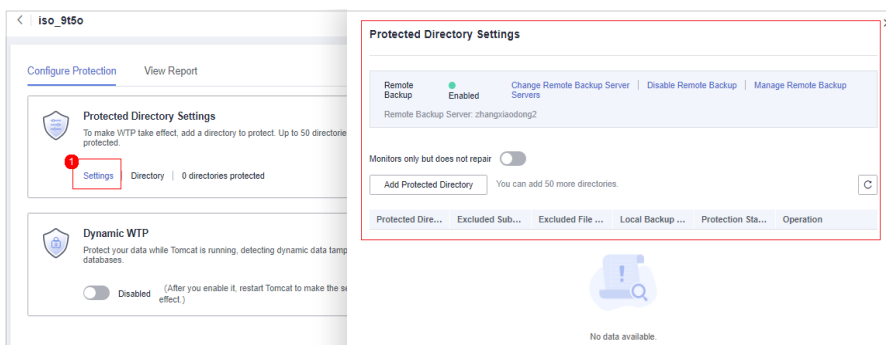 < iso_9t5o
Configure Protection View Report
Protected Directory Settings
To make WTP take effect, add a directory to protect. Up to 50 directorie
protected.
1
Settings Directory 0 directories protected
Dynamic WTP
Protect your data while Tomcat is running, detecting dynamic data tamp
databases.
Disabled (After you enable it, restart Tomcat to make the se
effect.)
Protected Directory Settings
Remote Backup Enabled Change Remote Backup Server | Disable Remote Backup | Manage Remote Backup Servers
Remote Backup Server: zhangxiaodong2
Monitors only but does not repair
Add Protected Directory You can add 50 more directories.
Protected Dire... Excluded Sub... Excluded File ... Local Backup ... Protection Sta... Operation
No data available.